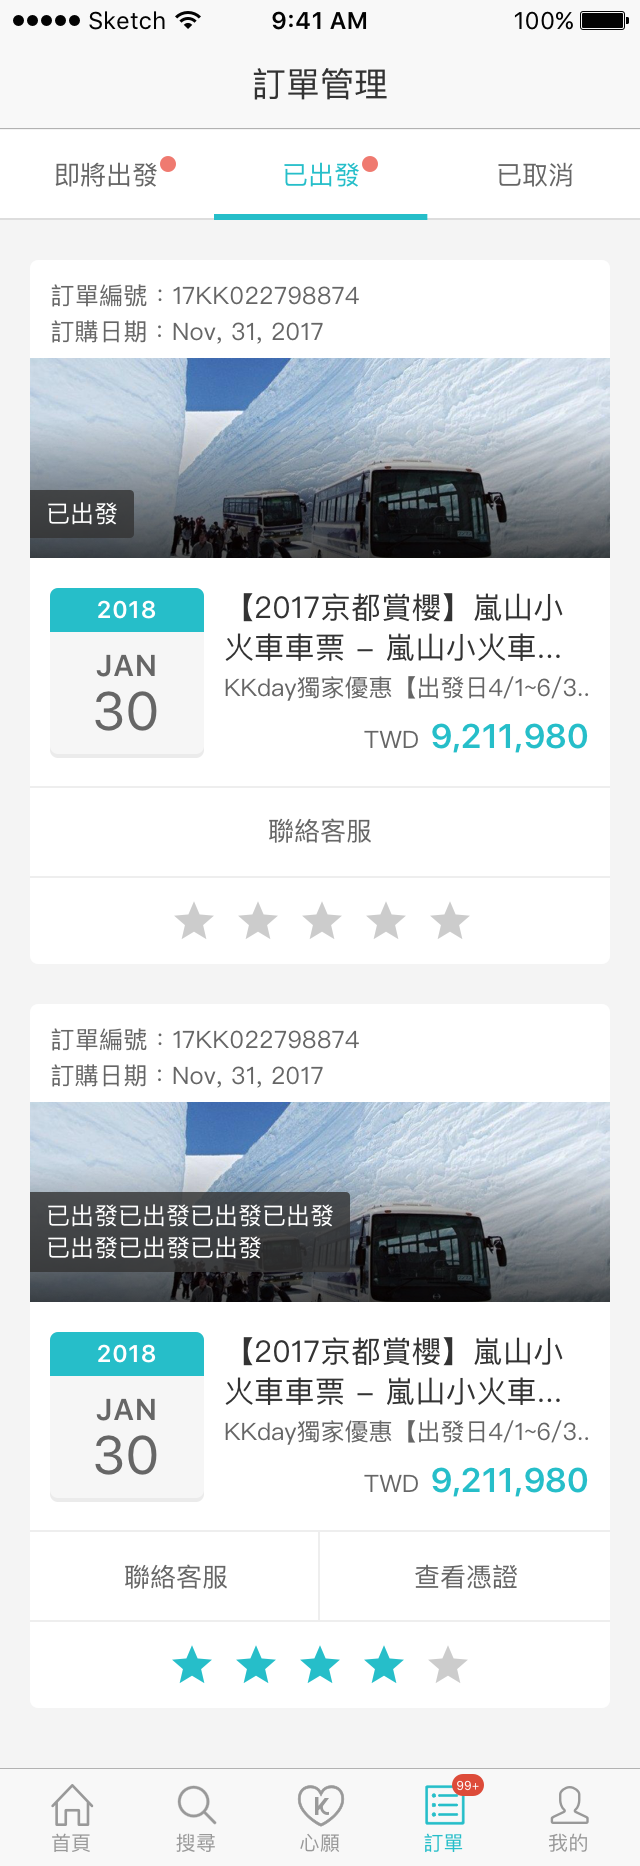 Sketch 9:41 AM 100%
訂單管理
即將出發 已出發 已取消
訂單編號：17KK022798874
訂購日期：Nov, 31, 2017
已出發
2018
JAN
30
【2017京都賞櫻】嵐山小
火車車票 – 嵐山小火車...
KKday獨家優惠【出發日4/1~6/3..
TWD 9,211,980
聯絡客服
訂單編號：17KK022798874
訂購日期：Nov, 31, 2017
已出發已出發已出發已出發
已出發已出發已出發
2018
JAN
30
【2017京都賞櫻】嵐山小
火車車票 – 嵐山小火車...
KKday獨家優惠【出發日4/1~6/3..
TWD 9,211,980
聯絡客服 查看憑證
K 99+
首頁 搜尋 心願 訂單 我的